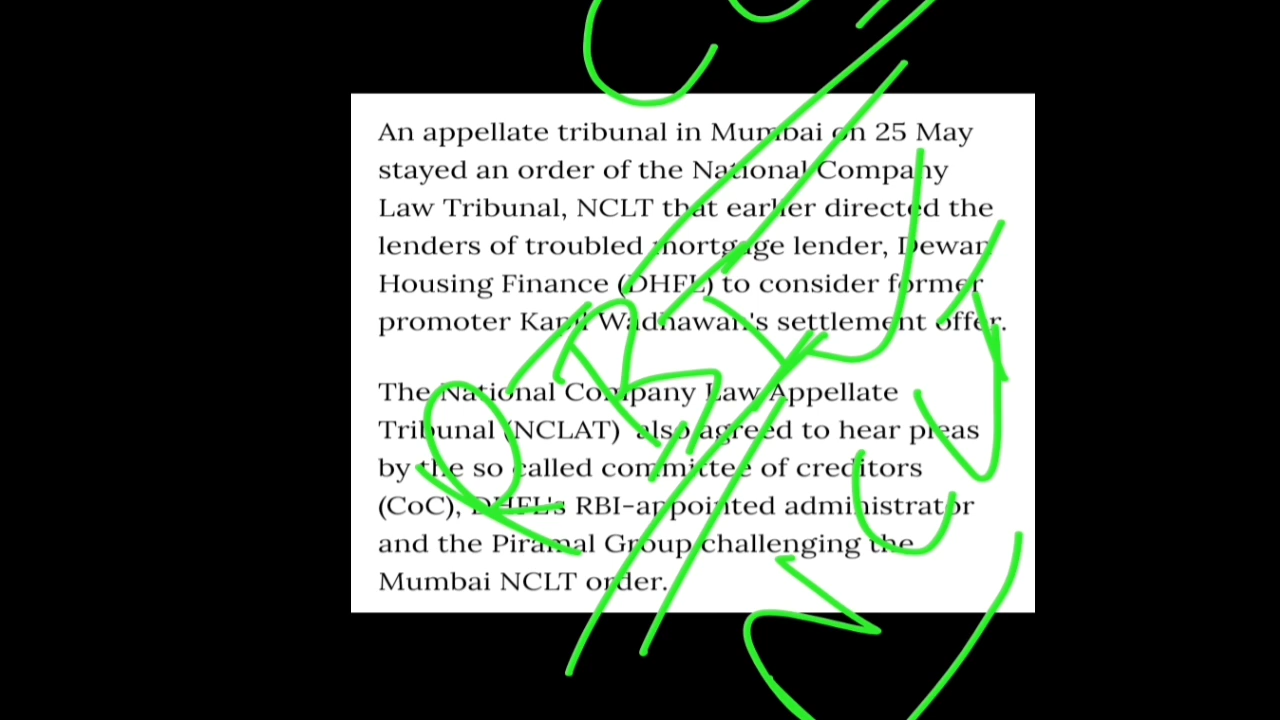 An appellate tribunal in Mumbai on 25 May
stayed an order of the National Company
Law Tribunal, NCLT that earlier directed the
lenders of troubled mortgage lender, Dewan
Housing Finance (DHFL) to consider former
promoter Kapil Wadhawan's settlement offer.
The National Company Law Appellate
Tribunal (NCLAT) also agreed to hear pleas
by the so called committee of creditors
(CoC), DHFL's RBI-appointed administrator
and the Piramal Group challenging the
Mumbai NCLT order.